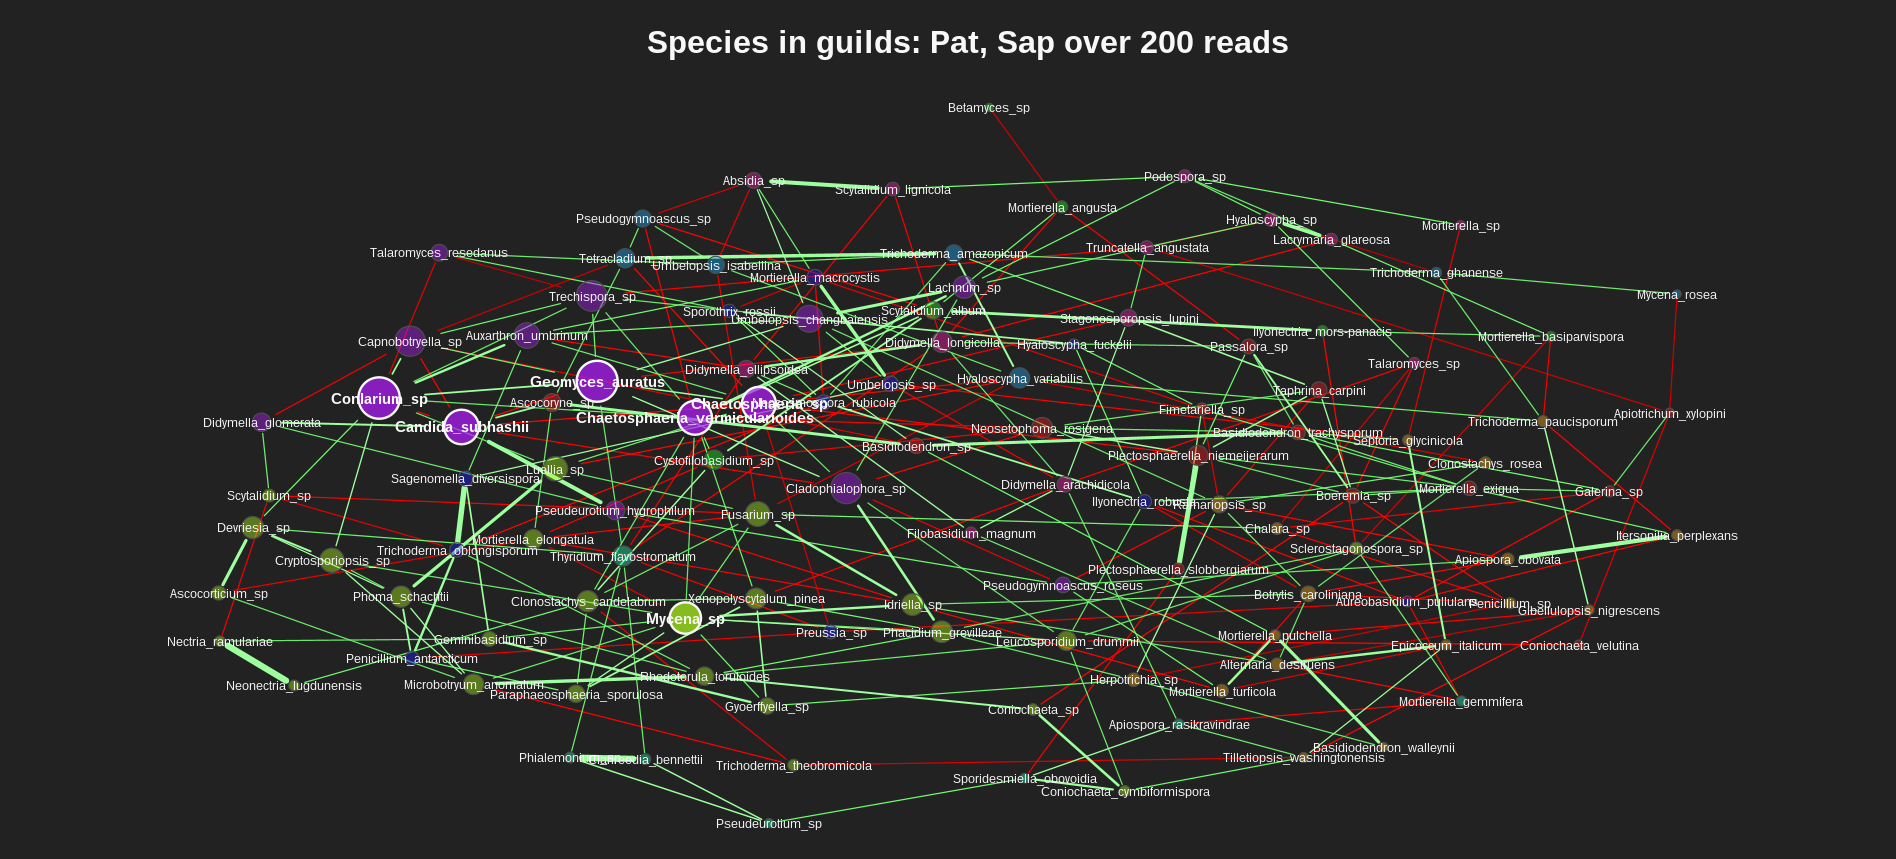 Species in guilds: Pat, Sap over 200 reads
Betamyces_sp
Absidia_sp
Scytalidium_lignicola
Podospora_sp
Mortierella_angusta
Pseudogymnoascus_sp
Hyaloscypha_sp
Mortierella_sp
Lacrymaria_glareosa
Truncatella_angustata
Talaromyces_resedanus
Tetracladium_sp
Umbelopsis_isabellina
Trichoderma_amazonicum
Trichoderma_ghanense
Mortierella_macrocystis
Lachnum_sp
Mycena_rosea
Trechispora_sp
Sporothrix_rossii
Umbelopsis_changbaiensis
Scytalidium_album
Stagonosporopsis_lupini
Ilyonectria_mors-panacis
Mortierella_basiparvispora
Auxarthron_umbrinum
Capnobotryella_sp
Didymella_longicolla
Hyaloscypha_fuckelii
Passalora_sp
Talaromyces_sp
Didymella_ellipsoidea
Geomyces_auratus
Umbelopsis_sp
Hyaloscypha_variabilis
Taphrina_carpini
Conlarium_sp
Ascocoryne_sp
Chaetosphaeria_sp
rubicola
Fimetariella_sp
Apiotrichum_xylopini
Chaetosphaeria_vermicularioides
Didymella_glomerata
Candida_subhashii
Neosetophoma_rosigena
Basidiodendron_trachysporum
Trichoderma_paucisporum
Septoria_glycinicola
Basidiodendron_sp
Plectosphaerella_niemeijerarum
Cystofilobasidium_sp
Clonostachys_rosea
Luellia_sp
Sagenomella_diversispora
Cladophialophora_sp
Didymella_arachidicola
Mortierella_exigua
Galerina_sp
Scytalidium_sp
Boeremia_sp
Ilyonectria_robusta
Ramariopsis_sp
Pseudeurotium_hygrophilum
Fusarium_sp
Devriesia_sp
Chalara_sp
Filobasidium_magnum
Itersonilia_perplexans
Mortierella_elongatula
Trichoderma_oblongisporum
Thyridium_flavostromatum
Sclerostagonospora_sp
Cryptosporiopsis_sp
Apiospora_obovata
Plectosphaerella_slobbergiarum
Pseudogymnoascus_roseus
Ascocorticium_sp
Phoma_schachtii
Clonostachys_candelabrum
Xenopolyscytalum_pinea
Idriella_sp
Botrytis_caroliniana
Aureobasidium_pullulans
Penicillium_sp
Gibellulopsis_nigrescens
Mycena_sp
Preussia_sp
Phacidium_grevilleae
Mortierella_pulchella
Nectria_ramulariae
Geminibasidium_sp
Leucosporidium_drummii
Epicoccum_italicum
Coniochaeta_velutina
Penicillium_antarcticum
Alternaria_destruens
Rhodotorula_toruloides
Herpotrichia_sp
Neonectria_lugdunensis
Microbotryum_anomalum
Paraphaeosphaeria_sporulosa
Mortierella_turficola
Mortierella_gemmifera
Gyoerffyella_sp
Coniochaeta_sp
Apiospora_rasikravindrae
Basidiodendron_walleynii
Tilletiopsis_washingtonensis
_bennettii
Trichoderma_theobromicola
Sporidesmiella_obovoidia
Coniochaeta_cymbiformispora
Pseudeurotium_sp